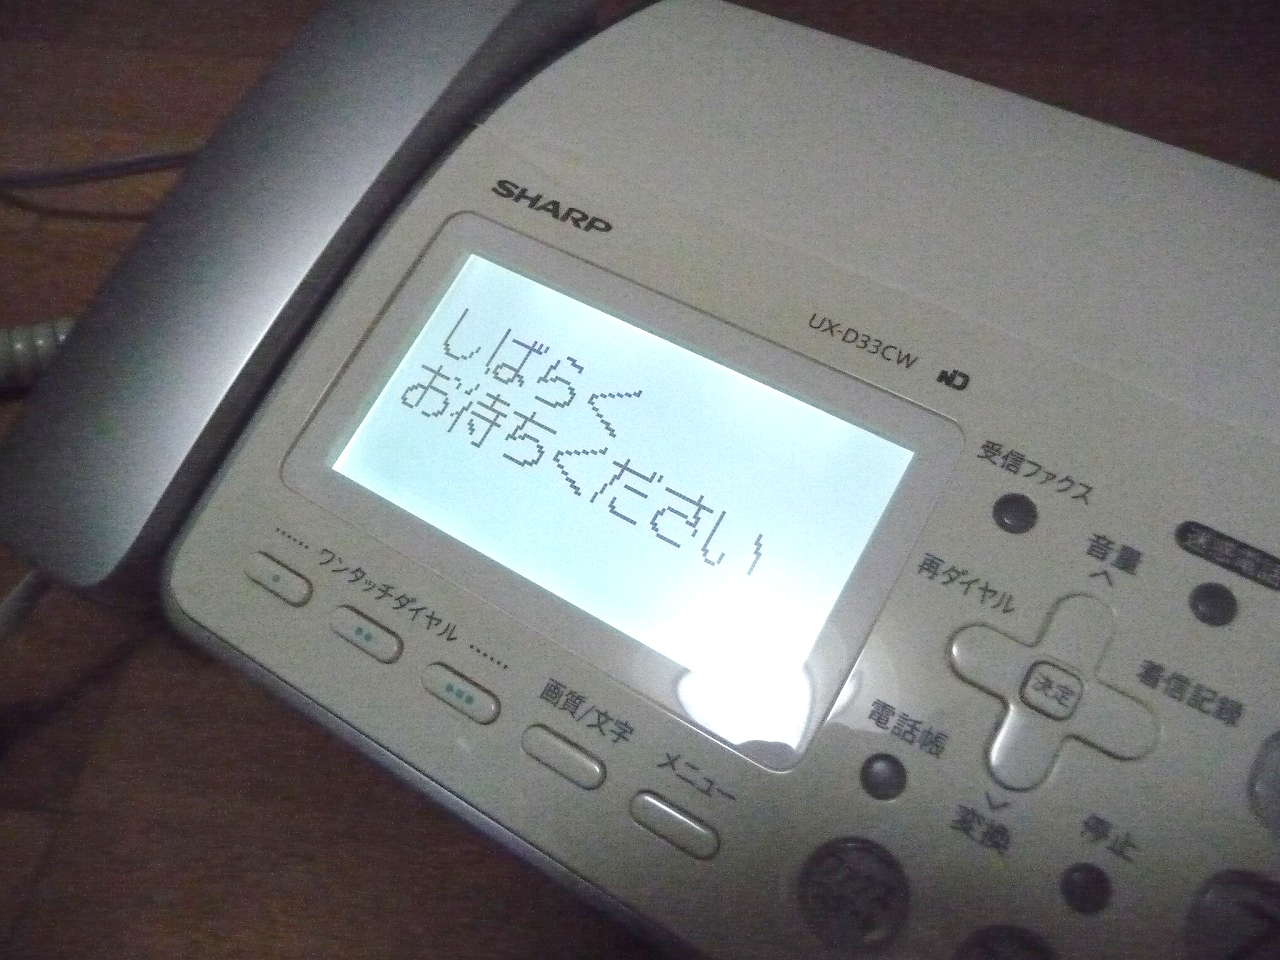 SHARP
UX-D33CW
しばらく
お待ちください
受信ファクス
音量
再ダイヤル
決定
着信記録
ワンタッチダイヤル
画質/文字
メニュー
電話帳
変換
停止